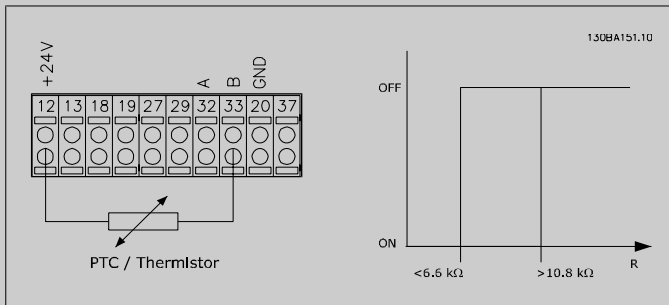 130BA151.10
+24V
A
B
GND
12 13 18 19 27 29 32 33 20 37
PTC / Thermistor
OFF
ON
R
<6.6 kΩ
>10.8 kΩ